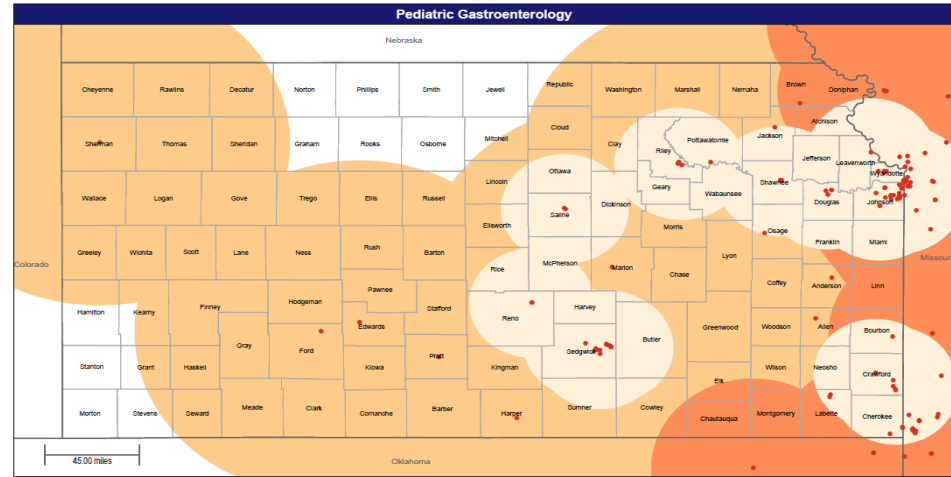 Pediatric Gastroenterology
Nebraska
Cheyenne Rawlins Decatur Norton Phillips Smith Jewell Republic Washington Marshall Nemaha Brown Doniphan
Atchison
Sherman Thomas Sheridan Graham Rooks Osborne Mitchell Cloud Clay Riley Pottawatomie Jackson Jefferson Leavenworth
Wyandotte
Wallace Logan Gove Trego Ellis Russell Lincoln Ottawa Geary Wabaunsee Shawnee Douglas Johnson
Saline Dickinson
Ellsworth Morris Osage
Greeley Wichita Scott Lane Ness Rush Barton Lyon Franklin Miami
Colorado Rice McPherson Marion Chase Missouri
Pawnee Coffey Anderson Linn
Hamilton Kearny Finney Hodgeman Stafford Reno Harvey
Edwards Allen Bourbon
Gray Ford Sedgwick Butler Greenwood Woodson
Stanton Grant Haskell Kiowa Pratt Kingman Wilson Neosho Crawford
Elk
Morton Stevens Seward Meade Clark Comanche Barber Harper Sumner Cowley Chautauqua Montgomery Labette Cherokee
45.00 miles
Oklahoma